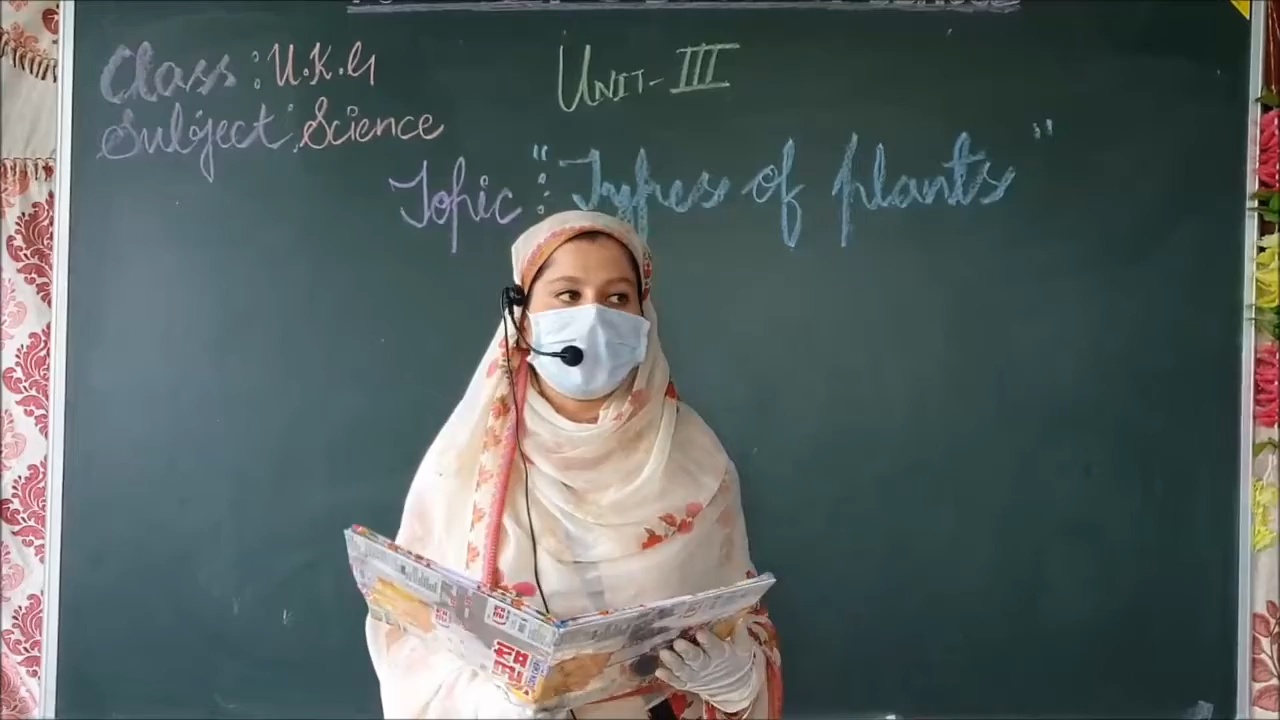 Class : U.K.G
Unit - III
Subject : Science
Topic : "Types of plants"